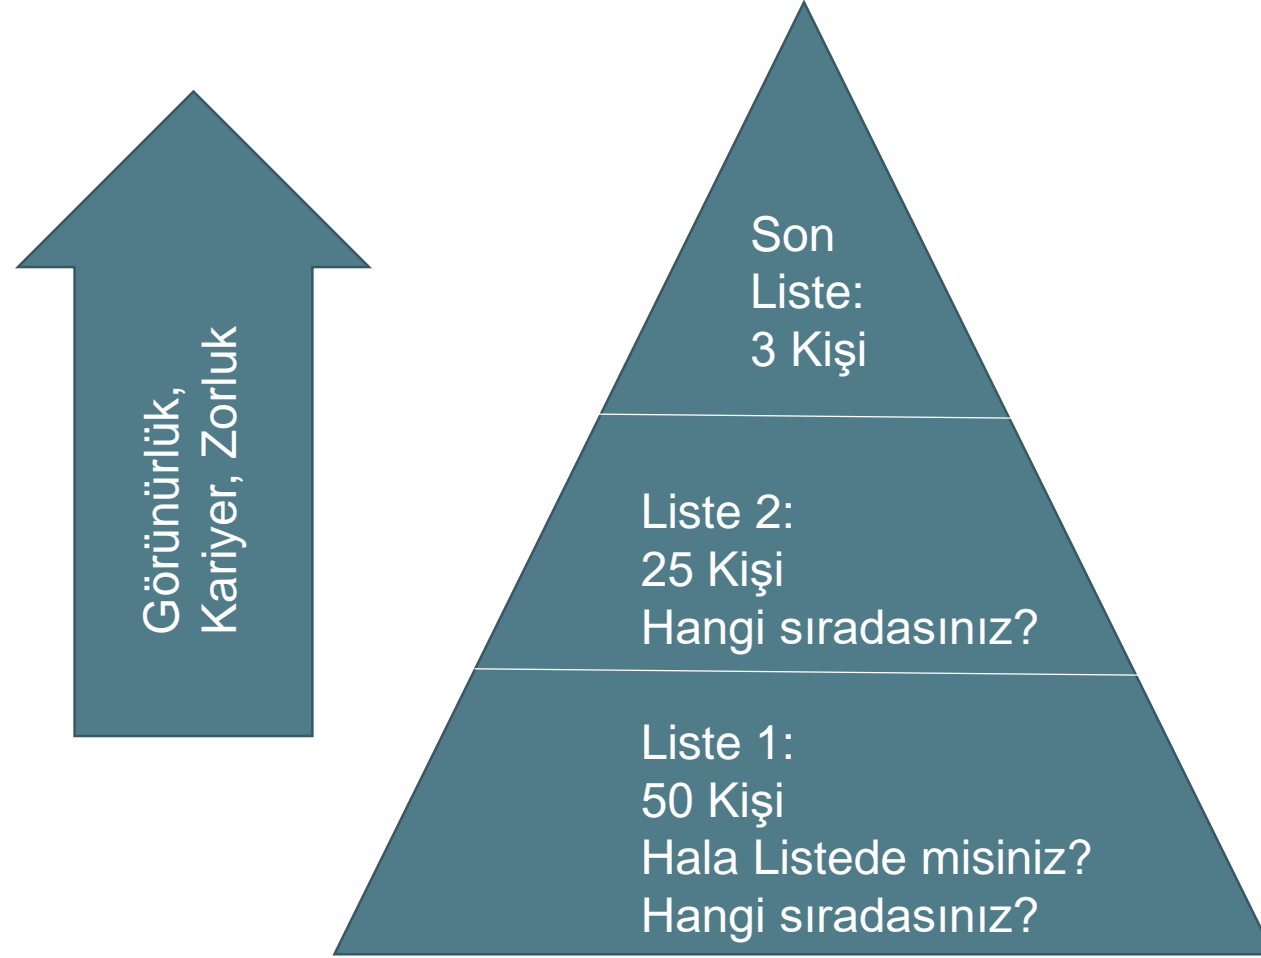 Görünürlük,
Kariyer, Zorluk
Son
Liste:
3 Kişi
Liste 2:
25 Kişi
Hangi sıradasınız?
Liste 1:
50 Kişi
Hala Listede misiniz?
Hangi sıradasınız?